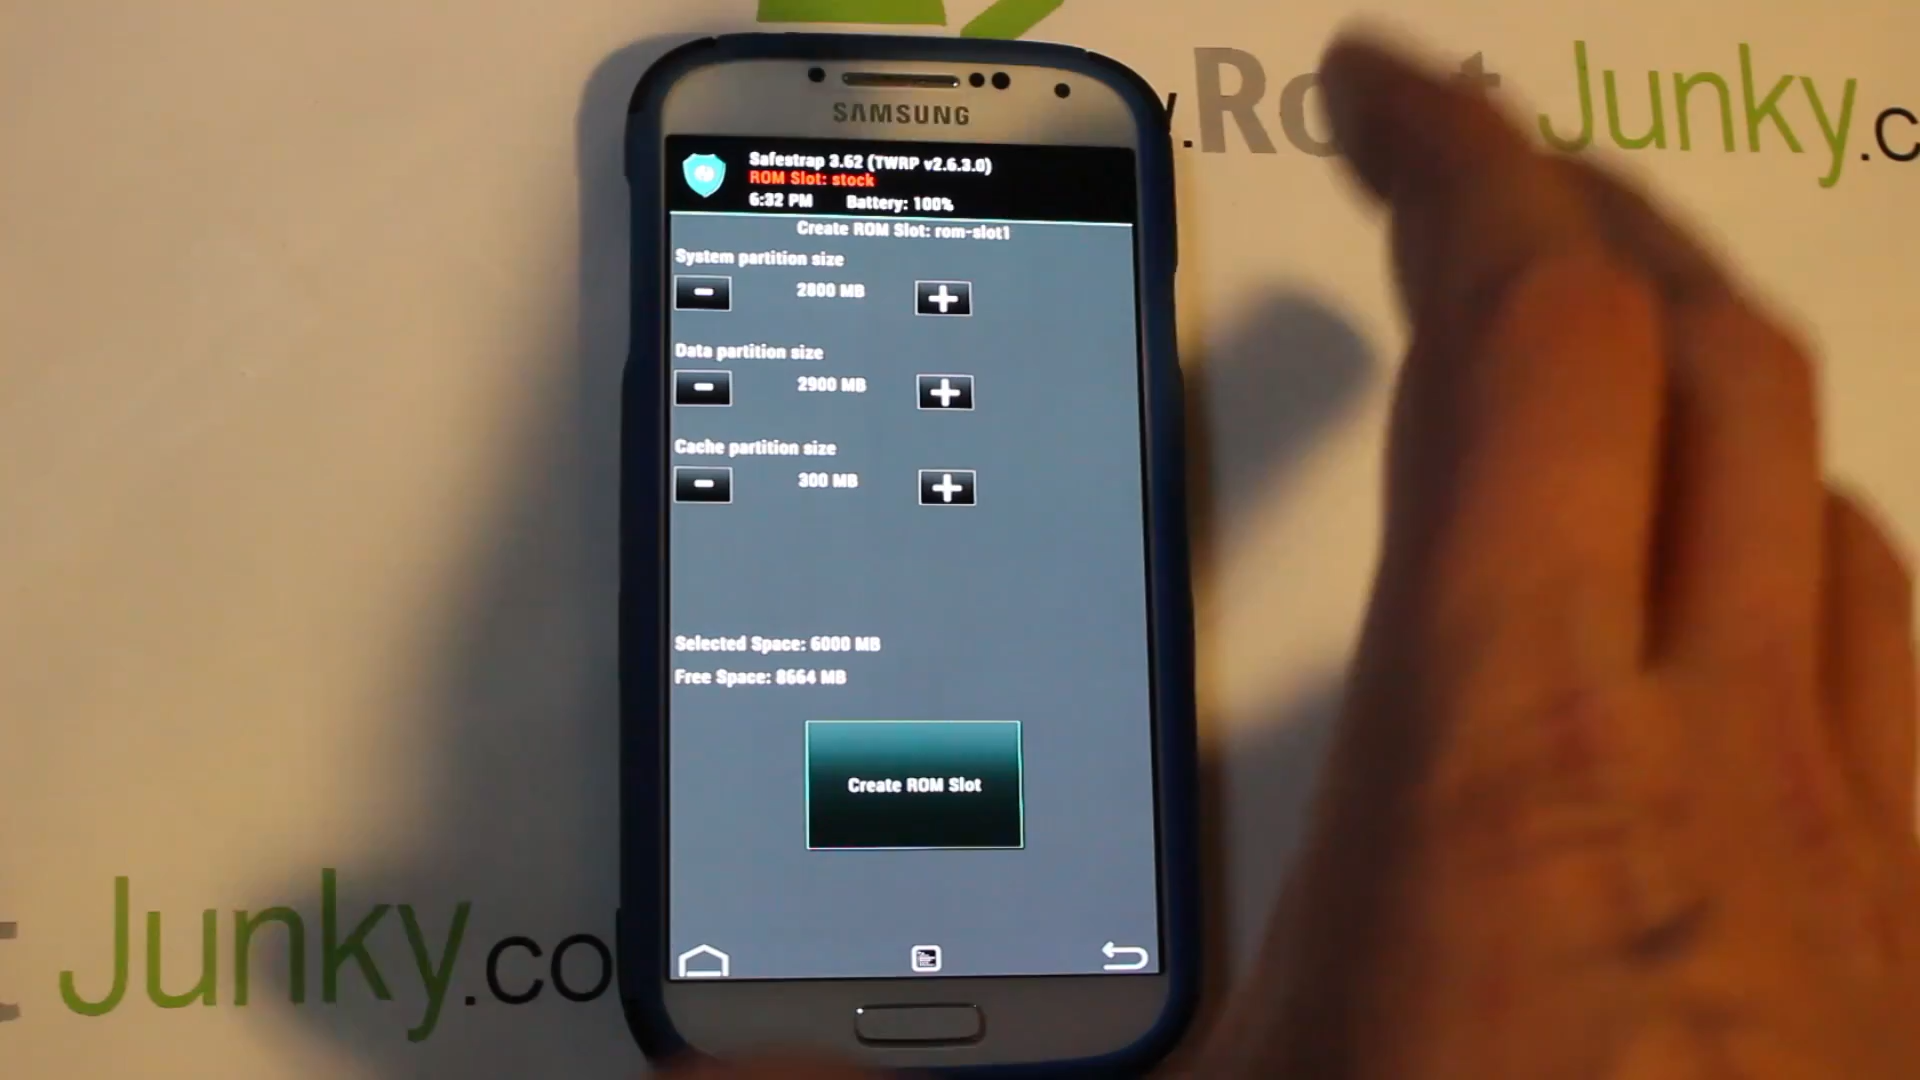 Junky.c
SAMSUNG
Safestrap 3.62 (TWRP v2.6.3.0)
ROM Slot: stock
6:32 PM Battery: 100%
Create ROM Slot: rom-slot1
System partition size
2800 MB
Data partition size
2900 MB
Cache partition size
300 MB
Selected Space: 6000 MB
Free Space: 8664 MB
Create ROM Slot
Junky.co